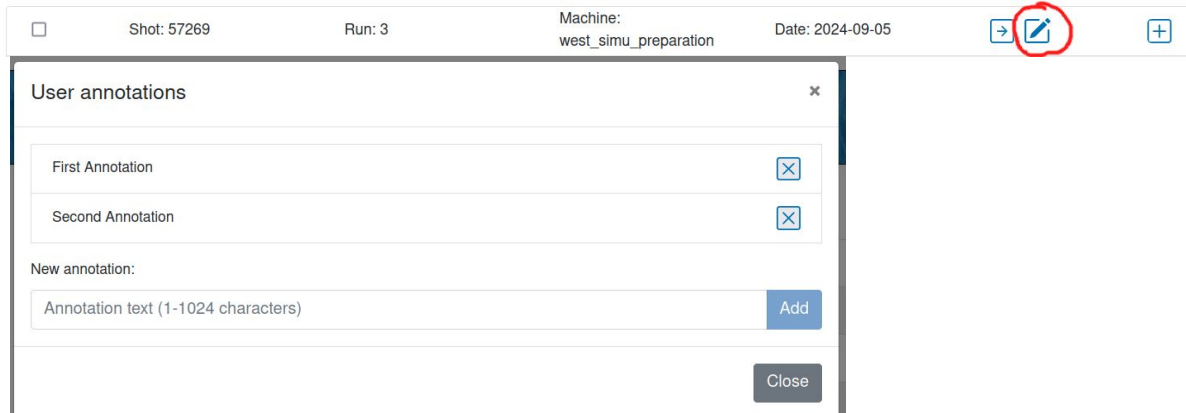 Shot: 57269 Run: 3 Machine: Date: 2024-09-05
west_simu_preparation
User annotations
First Annotation
Second Annotation
New annotation:
Annotation text (1-1024 characters) Add
Close